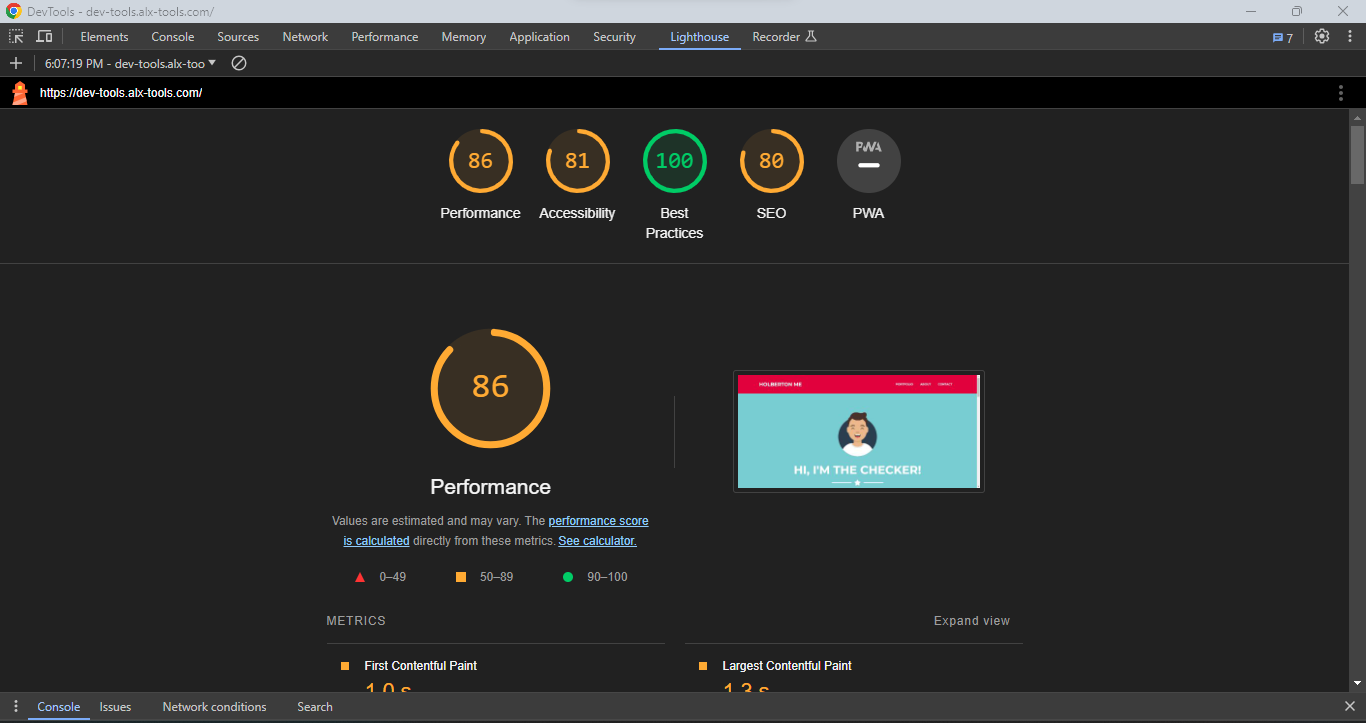 DevTools - dev-tools.alx-tools.com/
Elements Console Sources Network Performance Memory Application Security Lighthouse Recorder 7
6:07:19 PM - dev-tools.alx-too
https://dev-tools.alx-tools.com/
86 81 100 80 PWA
Performance Accessibility Best Practices SEO PWA
86
HOLBERTON ME PORTFOLIO ABOUT CONTACT
HI, I'M THE CHECKER!
Performance
Values are estimated and may vary. The performance score
is calculated directly from these metrics. See calculator.
0–49 50–89 90–100
METRICS Expand view
First Contentful Paint Largest Contentful Paint
1.0 s 1.3 s
Console Issues Network conditions Search